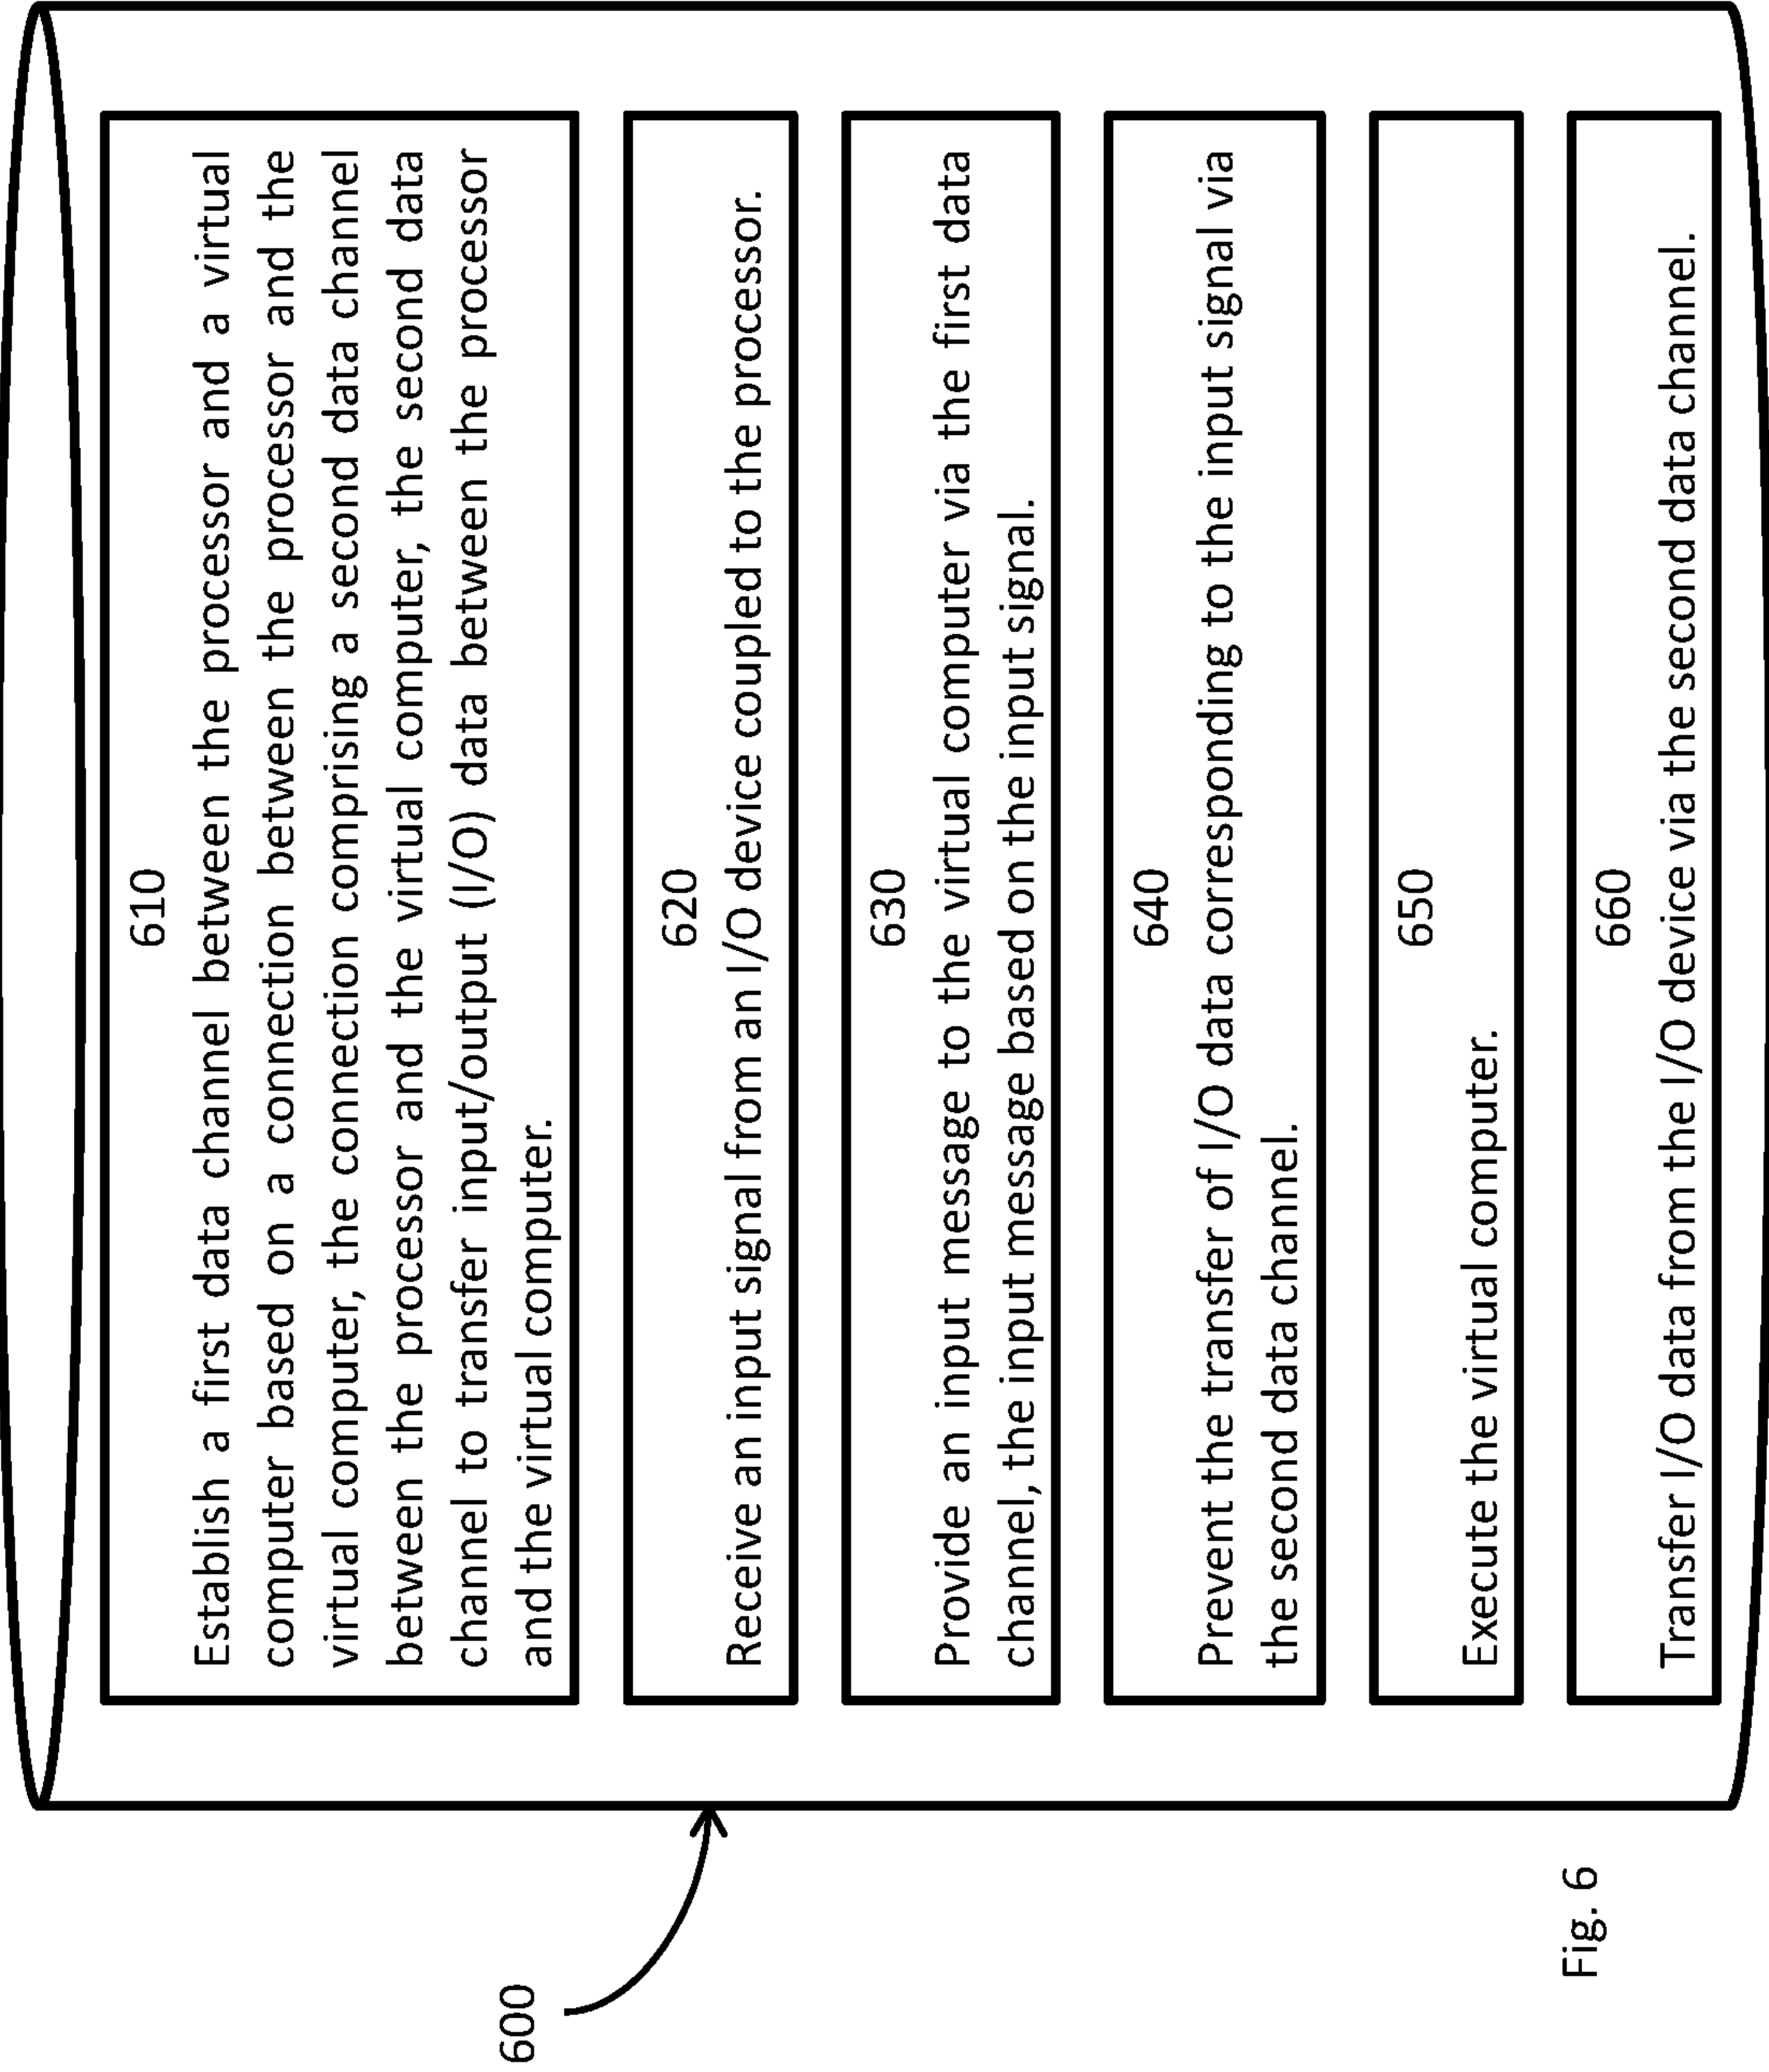 600
610
Establish a first data channel between the processor and a virtual
computer based on a connection between the processor and the
virtual computer, the connection comprising a second data channel
between the processor and the virtual computer, the second data
channel to transfer input/output (I/O) data between the processor
and the virtual computer.
620
Receive an input signal from an I/O device coupled to the processor.
630
Provide an input message to the virtual computer via the first data
channel, the input message based on the input signal.
640
Prevent the transfer of I/O data corresponding to the input signal via
the second data channel.
650
Execute the virtual computer.
660
Transfer I/O data from the I/O device via the second data channel.
Fig. 6